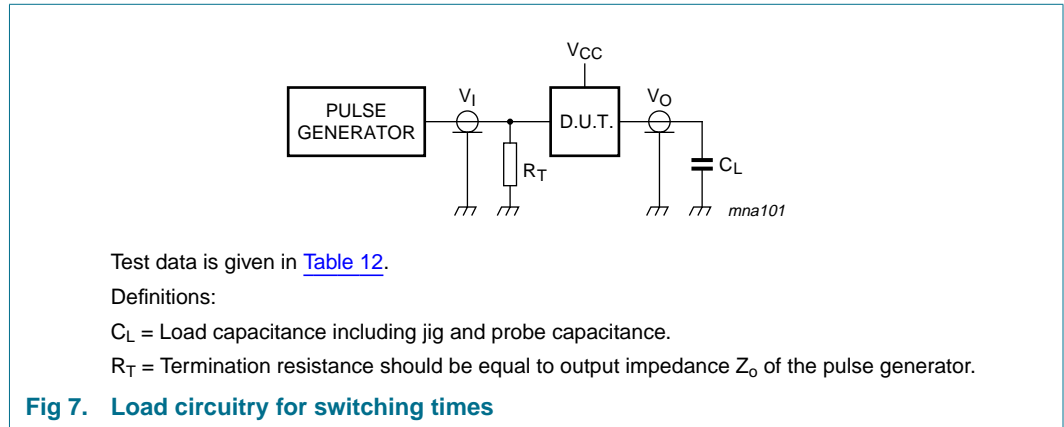 VCC
PULSE
GENERATOR
VI
D.U.T.
VO
RT
CL
mna101
Test data is given in Table 12.
Definitions:
CL = Load capacitance including jig and probe capacitance.
RT = Termination resistance should be equal to output impedance Zo of the pulse generator.
Fig 7. Load circuitry for switching times